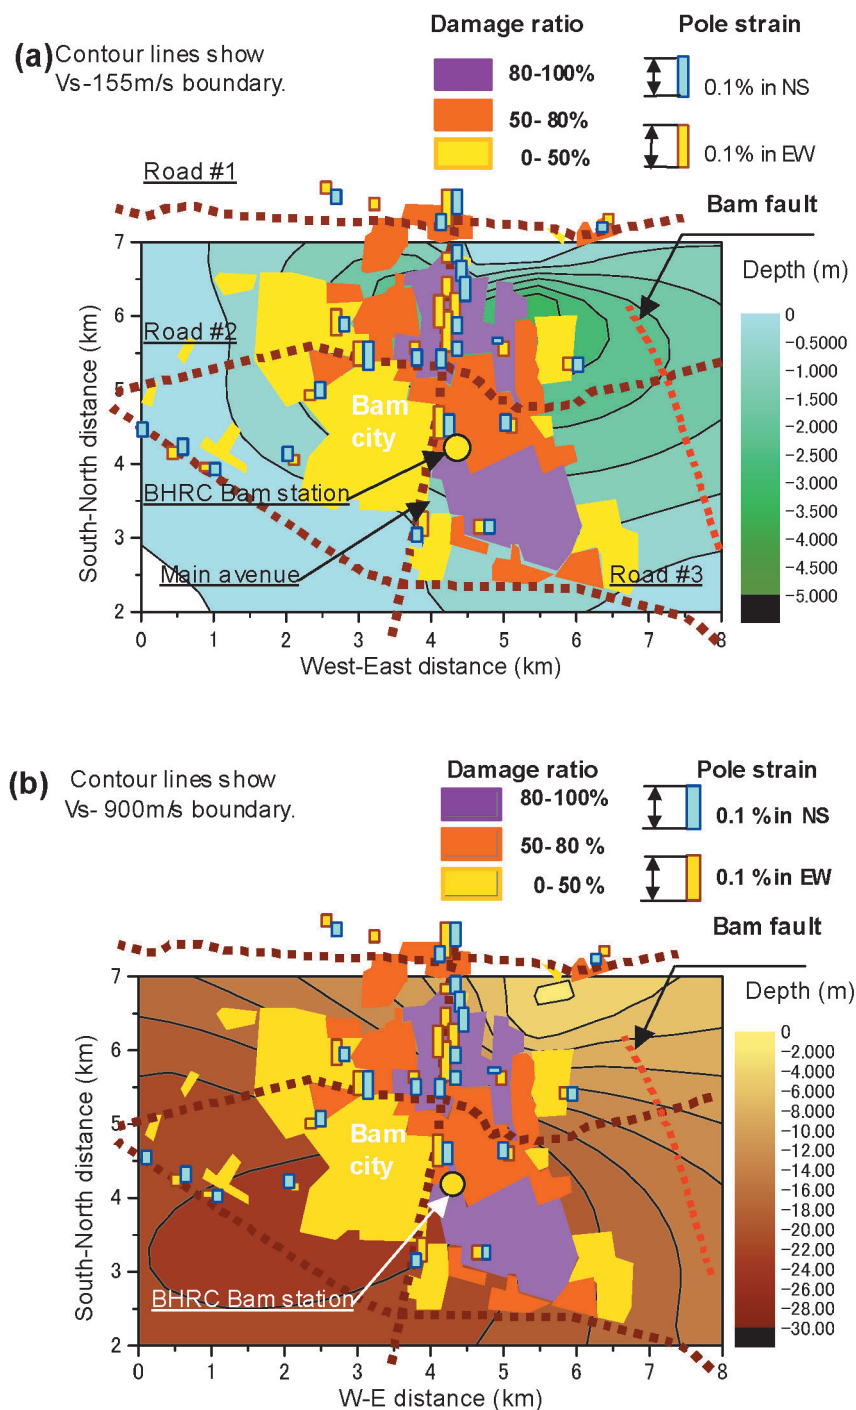 (a) Contour lines show
Vs-155m/s boundary.
Damage ratio
80-100%
50-80%
0-50%
Pole strain
0.1% in NS
0.1% in EW
Road #1
Bam fault
Depth (m)
0
-0.5000
-1.000
-1.500
-2.000
-2.500
-3.000
-3.500
-4.000
-4.500
-5.000
Road #2
Bam
city
BHRC Bam station
Main avenue
Road #3
7
6
5
4
3
2
South-North distance (km)
0 1 2 3 4 5 6 7 8
West-East distance (km)
(b) Contour lines show
Vs- 900m/s boundary.
Damage ratio
80-100%
50-80 %
0-50 %
Pole strain
0.1 %in NS
0.1 %in EW
Bam fault
Depth (m)
0
-2.000
-4.000
-6.000
-8.000
-10.00
-12.00
-14.00
-16.00
-18.00
-20.00
-22.00
-24.00
-26.00
-28.00
-30.00
Bam
city
BHRC Bam station
7
6
5
4
3
2
South-North distance (km)
0 1 2 3 4 5 6 7 8
W-E distance (km)